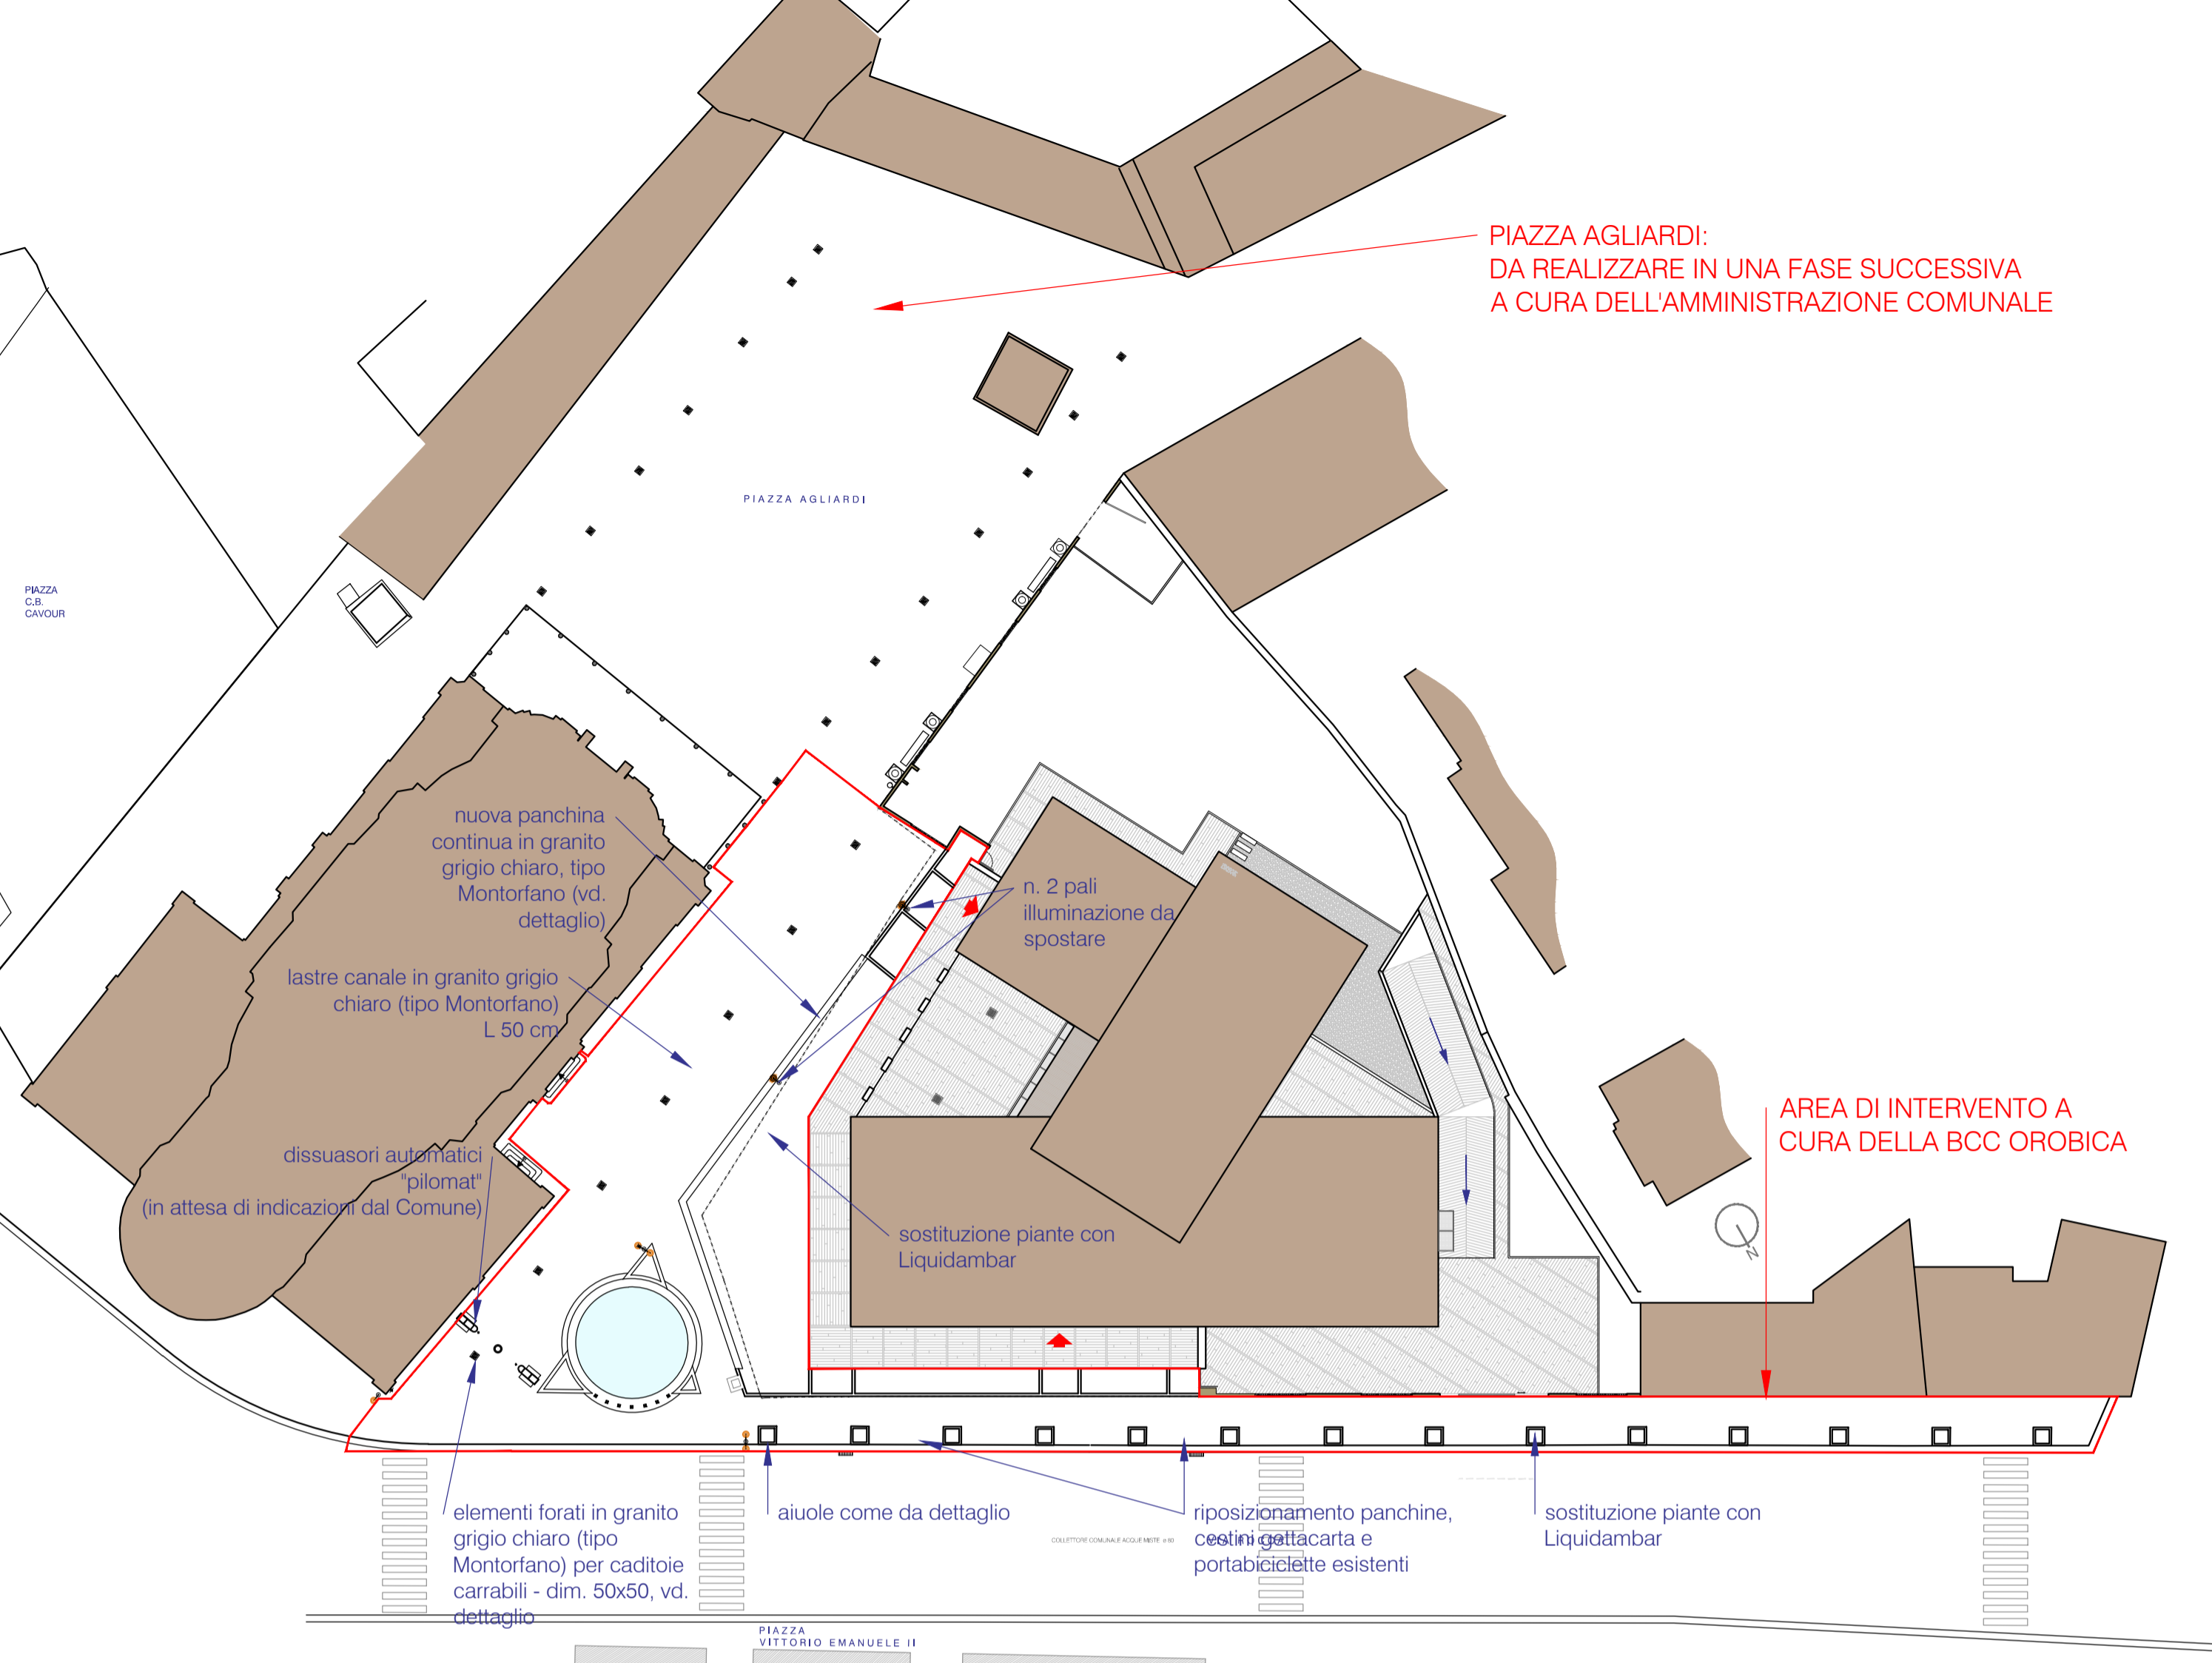 PIAZZA AGLIARDI:
DA REALIZZARE IN UNA FASE SUCCESSIVA
A CURA DELL'AMMINISTRAZIONE COMUNALE
PIAZZA AGLIARDI
PIAZZA
C.B.
CAVOUR
nuova panchina
continua in granito
grigio chiaro, tipo
Montorfano (vd.
dettaglio)
n. 2 pali
illuminazione da
spostare
lastre canale in granito grigio
chiaro (tipo Montorfano)
L 50 cm
AREA DI INTERVENTO A
CURA DELLA BCC OROBICA
dissuasori automatici
"pilomat"
(in attesa di indicazioni dal Comune)
sostituzione piante con
Liquidambar
N
elementi forati in granito
grigio chiaro (tipo
Montorfano) per caditoie
carrabili - dim. 50x50, vd.
dettaglio
aiuole come da dettaglio
riposizionamento panchine,
cestini gettacarta e
portabiciclette esistenti
sostituzione piante con
Liquidambar
COLLETTORE COMUNALE ACQUE MISTE
PIAZZA
VITTORIO EMANUELE II